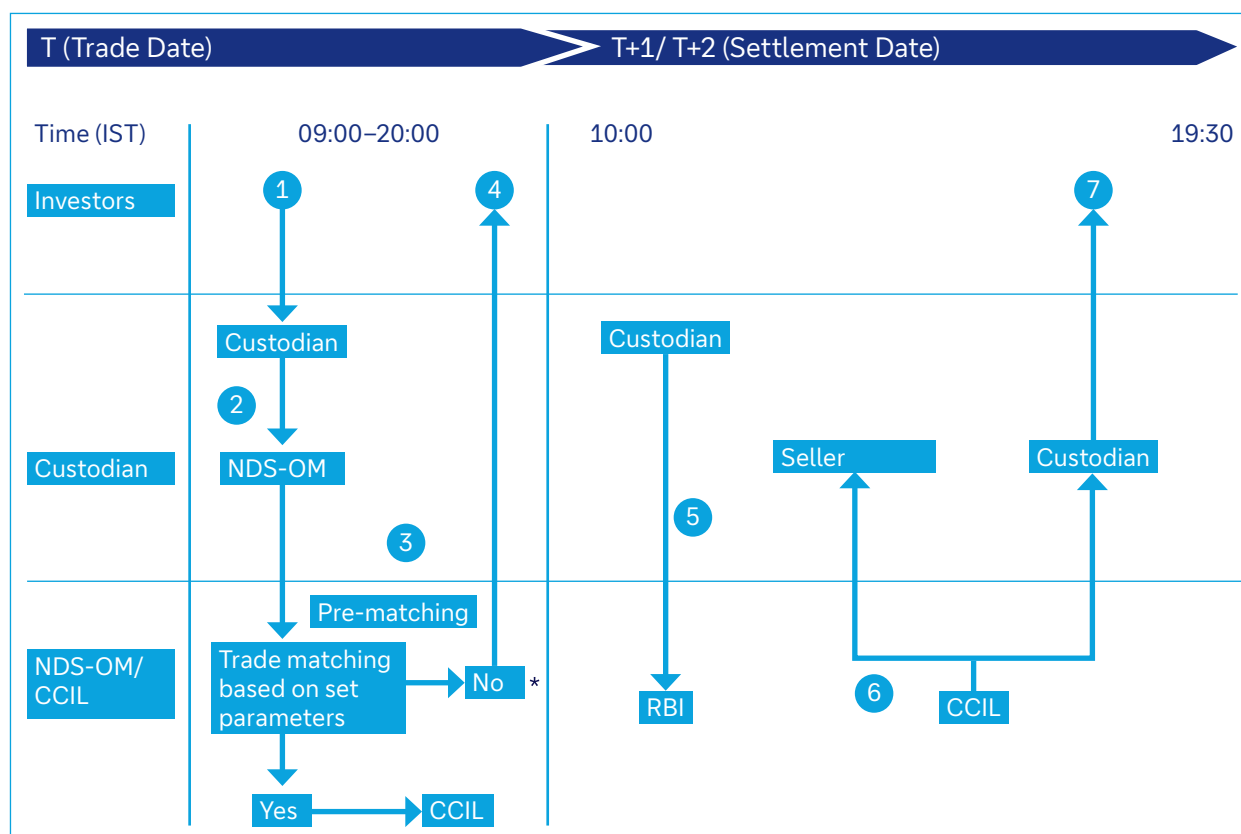 T (Trade Date)
T+1/ T+2 (Settlement Date)
Time (IST)
09:00–20:00
10:00
19:30
Investors
1
4
7
Custodian
Custodian
2
Custodian
NDS-OM
Seller
Custodian
3
5
Pre-matching
NDS-OM/
CCIL
Trade matching
based on set
parameters
No *
RBI
6
CCIL
Yes
CCIL